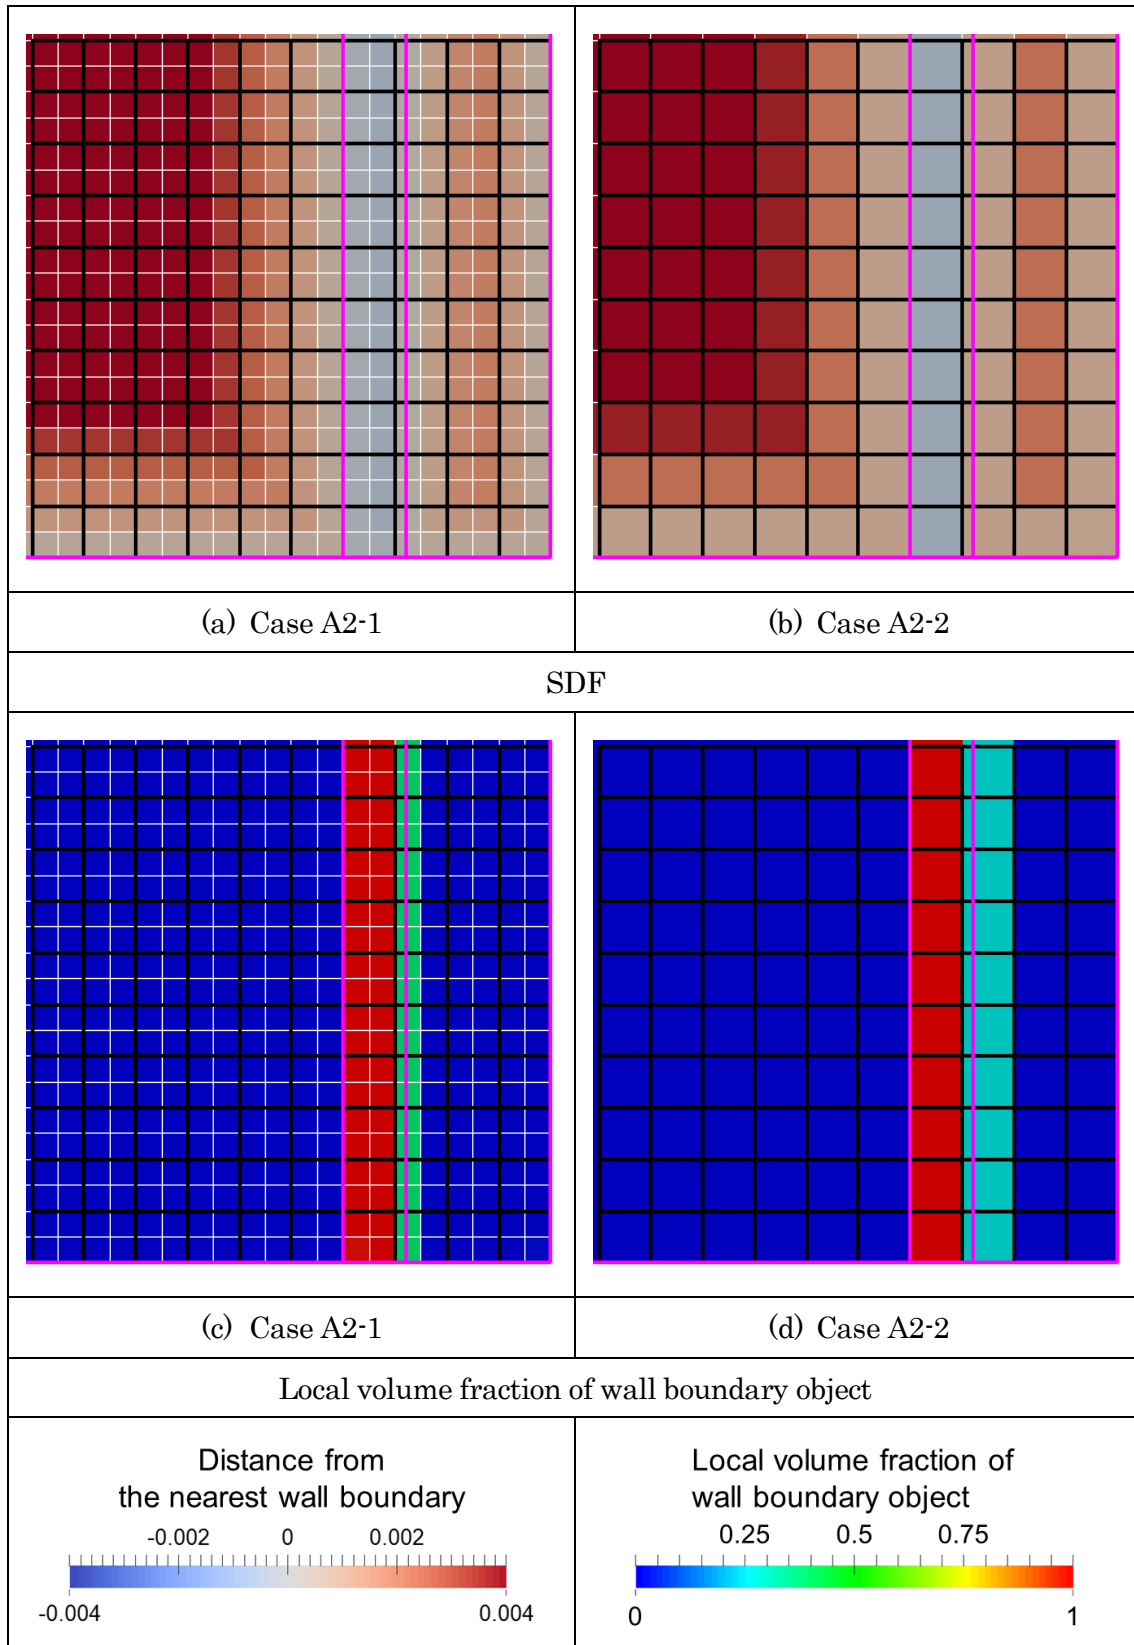 (a) Case A2-1
(b) Case A2-2
SDF
(c) Case A2-1
(d) Case A2-2
Local volume fraction of wall boundary object
Distance from
the nearest wall boundary
-0.002 0 0.002
-0.004 0.004
Local volume fraction of
wall boundary object
0.25 0.5 0.75
0 1